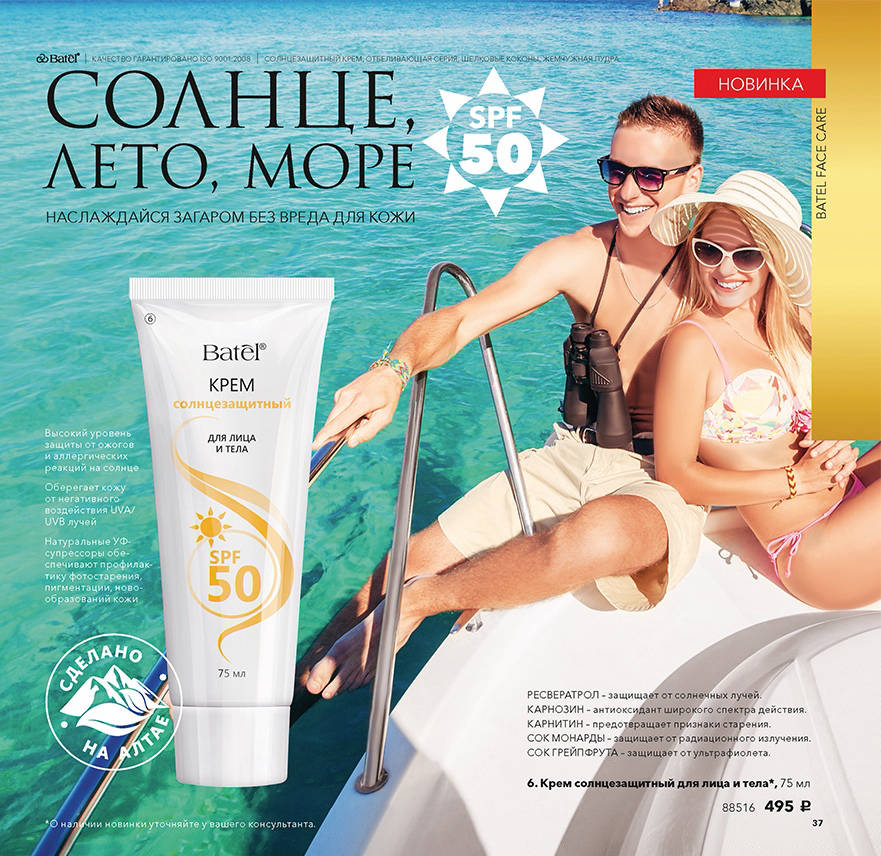 Batel® | КАЧЕСТВО ГАРАНТИРОВАНО ISO 9001:2008 | СОЛНЦЕЗАЩИТНЫЙ КРЕМ, ОТБЕЛИВАЮЩАЯ СЕРИЯ, ШЕЛКОВЫЕ КОКОНЫ, ЖЕМЧУЖНАЯ ПУДРА
СОЛНЦЕ,
ЛЕТО, МОРЕ
НАСЛАЖДАЙСЯ ЗАГАРОМ БЕЗ ВРЕДА ДЛЯ КОЖИ
SPF
50
НОВИНКА
BATEL FACE CARE
6
Batel®
КРЕМ
солнцезащитный
ДЛЯ ЛИЦА
И ТЕЛА
SPF
50
75 мл
Высокий уровень
защиты от ожогов
и аллергических
реакций на солнце
Оберегает кожу
от негативного
воздействия UVA/
UVB лучей
Натуральные УФ-
супрессоры обе-
спечивают профилак-
тику фотостарения,
пигментации, ново-
образований кожи
СДЕЛАНО
НА АЛТАЕ
РЕСВЕРАТРОЛ – защищает от солнечных лучей.
КАРНОЗИН – антиоксидант широкого спектра действия.
КАРНИТИН – предотвращает признаки старения.
СОК МОНАРДЫ – защищает от радиационного излучения.
СОК ГРЕЙПФРУТА – защищает от ультрафиолета.
6. Крем солнцезащитный для лица и тела*, 75 мл
88516 495 ₽
*О наличии новинки уточняйте у вашего консультанта.
37